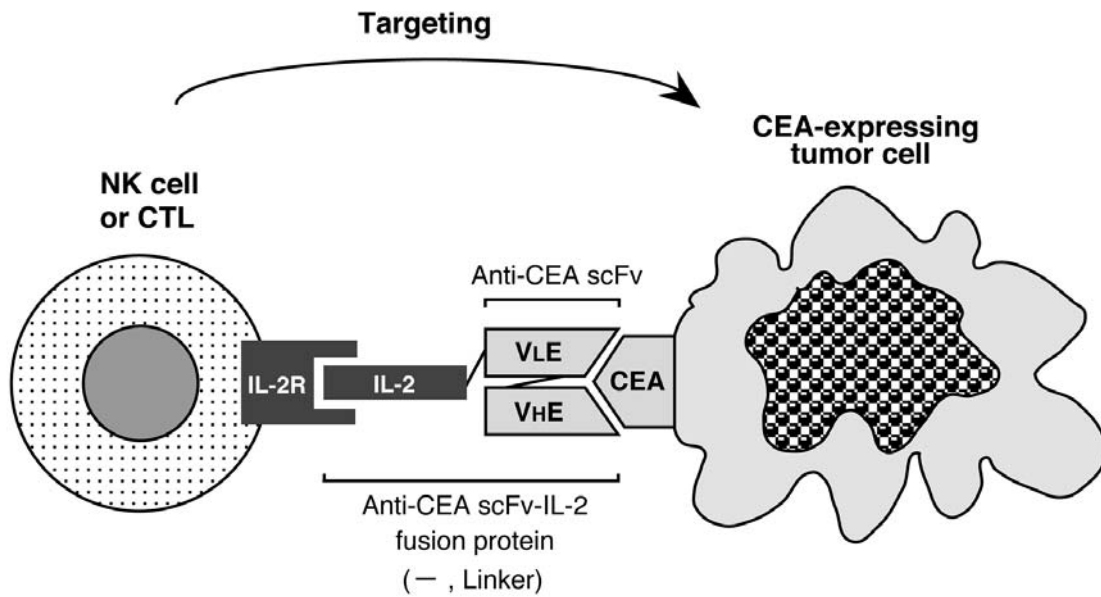 Targeting
CEA-expressing
tumor cell
NK cell
or CTL
Anti-CEA scFv
VLE
IL-2R
IL-2
CEA
VHE
Anti-CEA scFv-IL-2
fusion protein
(— , Linker)